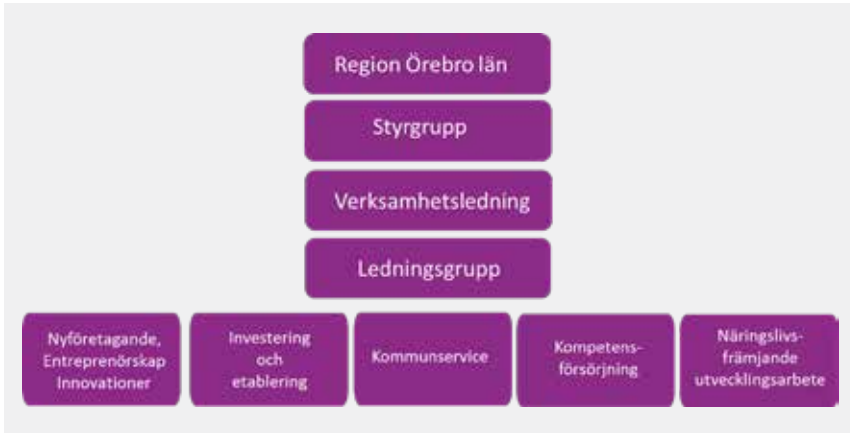 Region Örebro län
Styrgrupp
Verksamhetsledning
Ledningsgrupp
Nyföretagande,
Entreprenörskap
Innovationer
Investering
och
etablering
Kommunservice
Kompetens-
försörjning
Näringslivs-
främjande
utvecklingsarbete